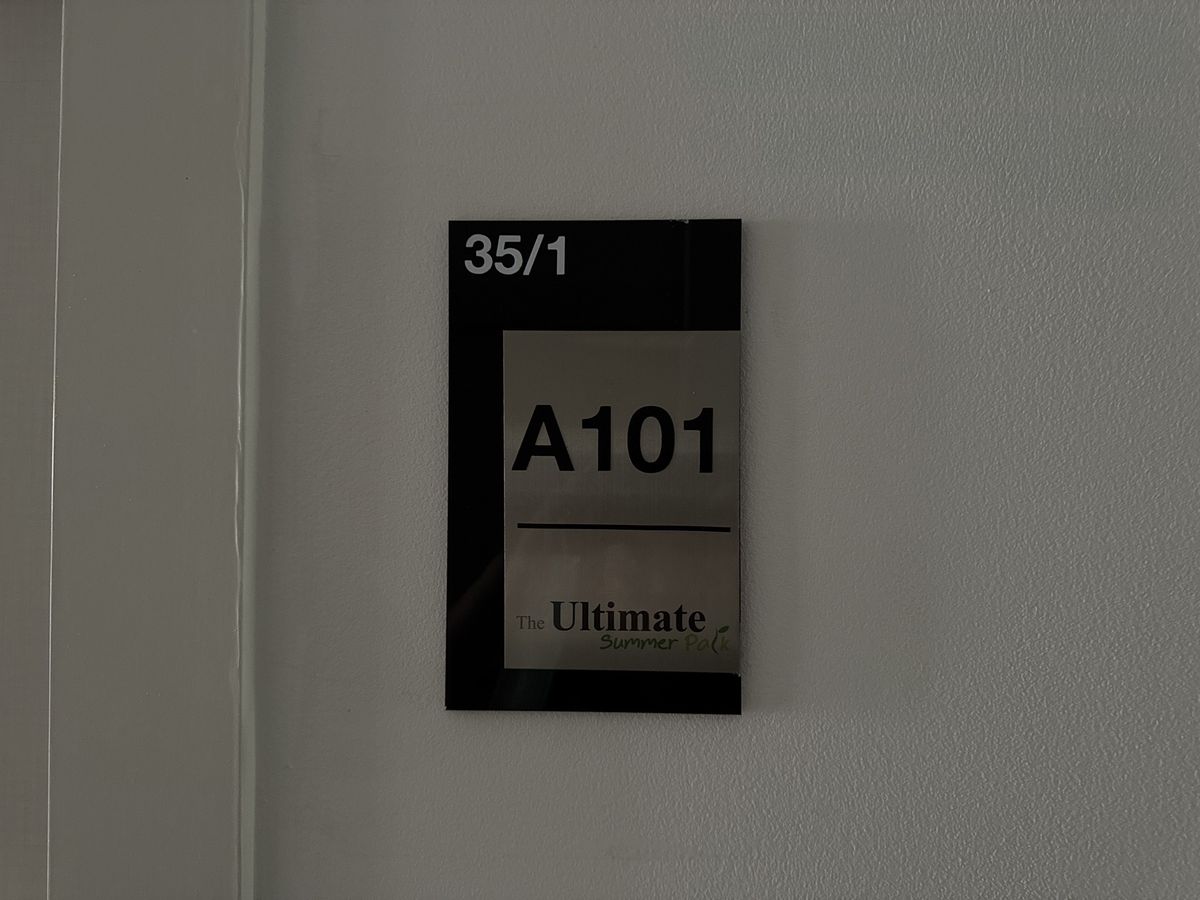 35/1
A101
The Ultimate
Summer Park